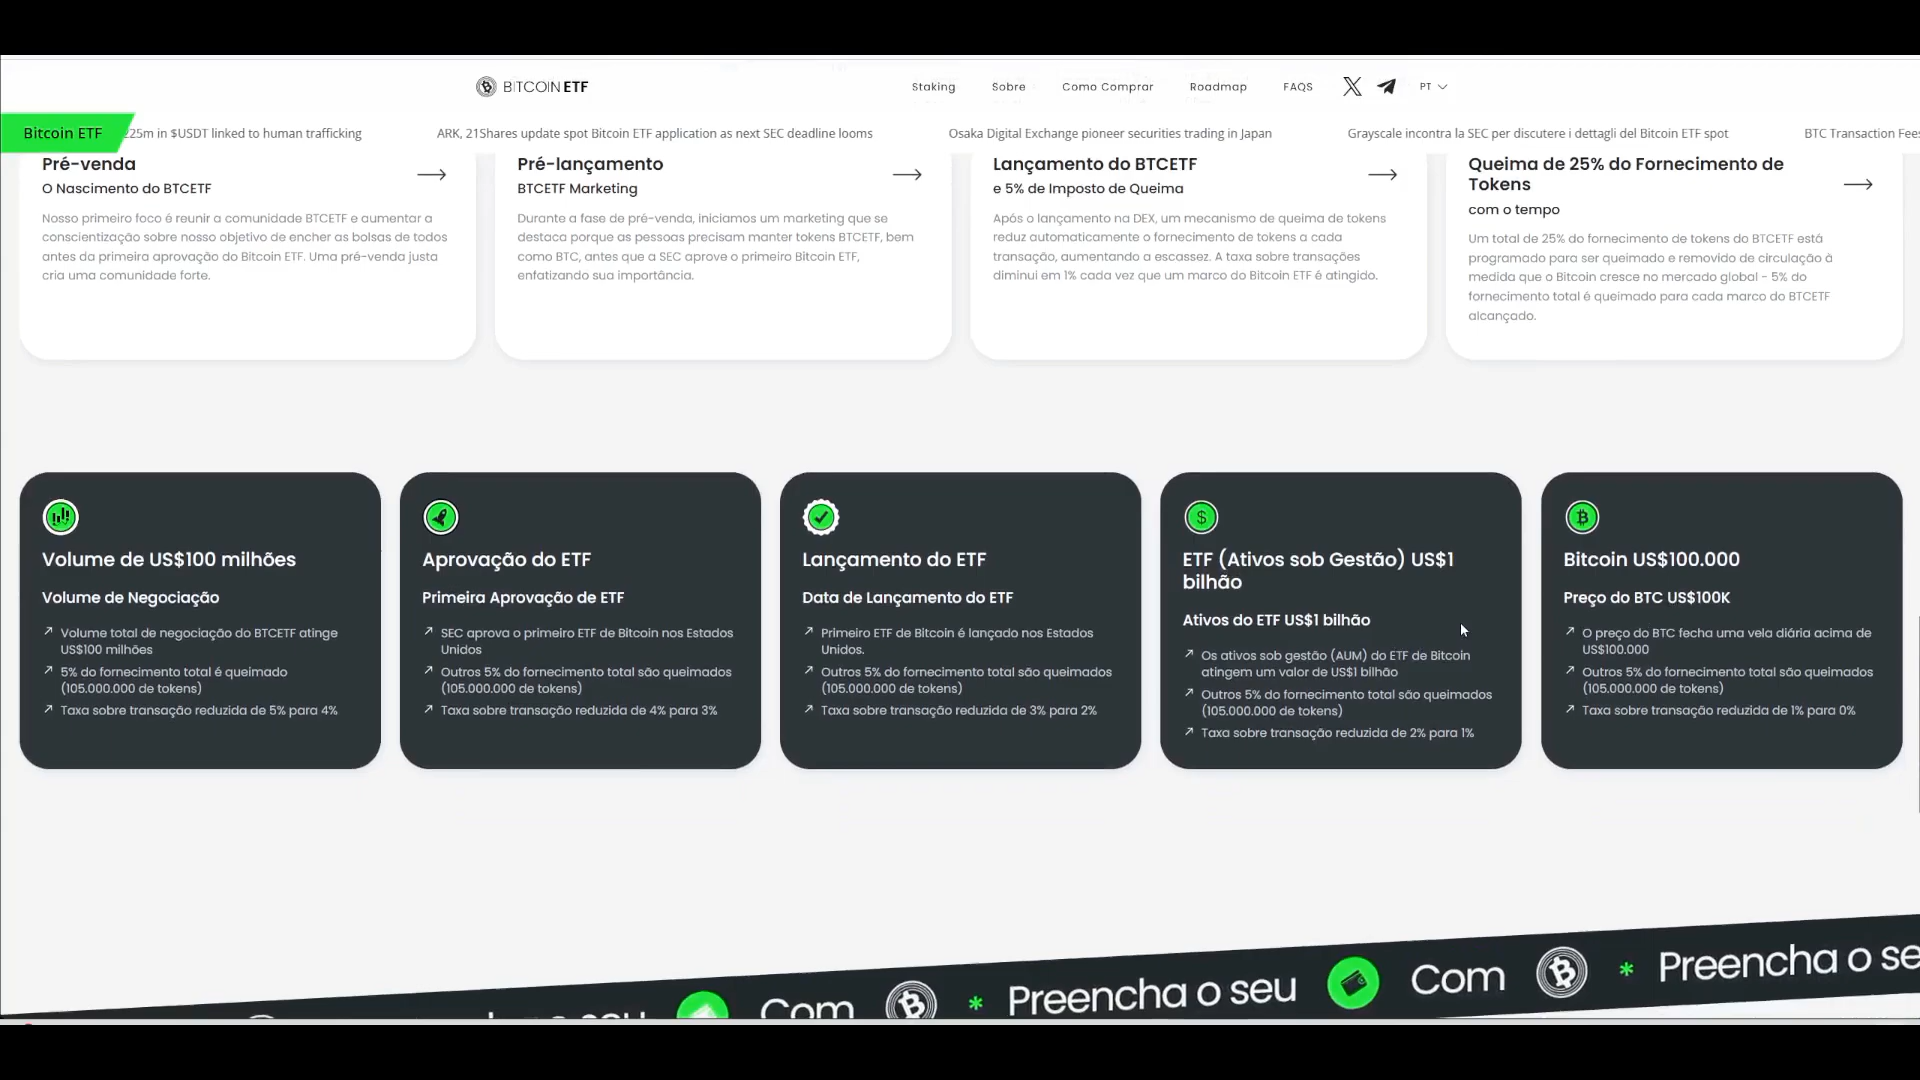 BITCOIN ETF
Staking
Sobre
Como Comprar
Roadmap
FAQS
PT
Bitcoin ETF
225m in $USDT linked to human trafficking
ARK, 21Shares update spot Bitcoin ETF application as next SEC deadline looms
Osaka Digital Exchange pioneer securities trading in Japan
Grayscale incontra la SEC per discutere i dettagli del Bitcoin ETF spot
BTC Transaction Fees
Pré-venda
O Nascimento do BTCETF
Nosso primeiro foco é reunir a comunidade BTCETF e aumentar a
conscientização sobre nosso objetivo de encher as bolsas de todos
antes da primeira aprovação do Bitcoin ETF. Uma pré-venda justa
cria uma comunidade forte.
Pré-lançamento
BTCETF Marketing
Durante a fase de pré-venda, iniciamos um marketing que se
destaca porque as pessoas precisam manter tokens BTCETF, bem
como BTC, antes que a SEC aprove o primeiro Bitcoin ETF,
enfatizando sua importância.
Lançamento do BTCETF
e 5% de Imposto de Queima
Após o lançamento na DEX, um mecanismo de queima de tokens
reduz automaticamente o fornecimento de tokens a cada
transação, aumentando a escassez. A taxa sobre transações
diminui em 1% cada vez que um marco do Bitcoin ETF é atingido.
Queima de 25% do Fornecimento de
Tokens
com o tempo
Um total de 25% do fornecimento de tokens do BTCETF está
programado para ser queimado e removido de circulação à
medida que o Bitcoin cresce no mercado global - 5% do
fornecimento total é queimado para cada marco do BTCETF
alcançado.
Volume de US$100 milhões
Volume de Negociação
Volume total de negociação do BTCETF atinge
US$100 milhões
5% do fornecimento total é queimado
(105.000.000 de tokens)
Taxa sobre transação reduzida de 5% para 4%
Aprovação do ETF
Primeira Aprovação de ETF
SEC aprova o primeiro ETF de Bitcoin nos Estados
Unidos
Outros 5% do fornecimento total são queimados
(105.000.000 de tokens)
Taxa sobre transação reduzida de 4% para 3%
Lançamento do ETF
Data de Lançamento do ETF
Primeiro ETF de Bitcoin é lançado nos Estados
Unidos.
Outros 5% do fornecimento total são queimados
(105.000.000 de tokens)
Taxa sobre transação reduzida de 3% para 2%
ETF (Ativos sob Gestão) US$1
bilhão
Ativos do ETF US$1 bilhão
Os ativos sob gestão (AUM) do ETF de Bitcoin
atingem um valor de US$1 bilhão
Outros 5% do fornecimento total são queimados
(105.000.000 de tokens)
Taxa sobre transação reduzida de 2% para 1%
Bitcoin US$100.000
Preço do BTC US$100K
O preço do BTC fecha uma vela diária acima de
US$100.000
Outros 5% do fornecimento total são queimados
(105.000.000 de tokens)
Taxa sobre transação reduzida de 1% para 0%
Com * Preencha o seu Com * Preencha o se